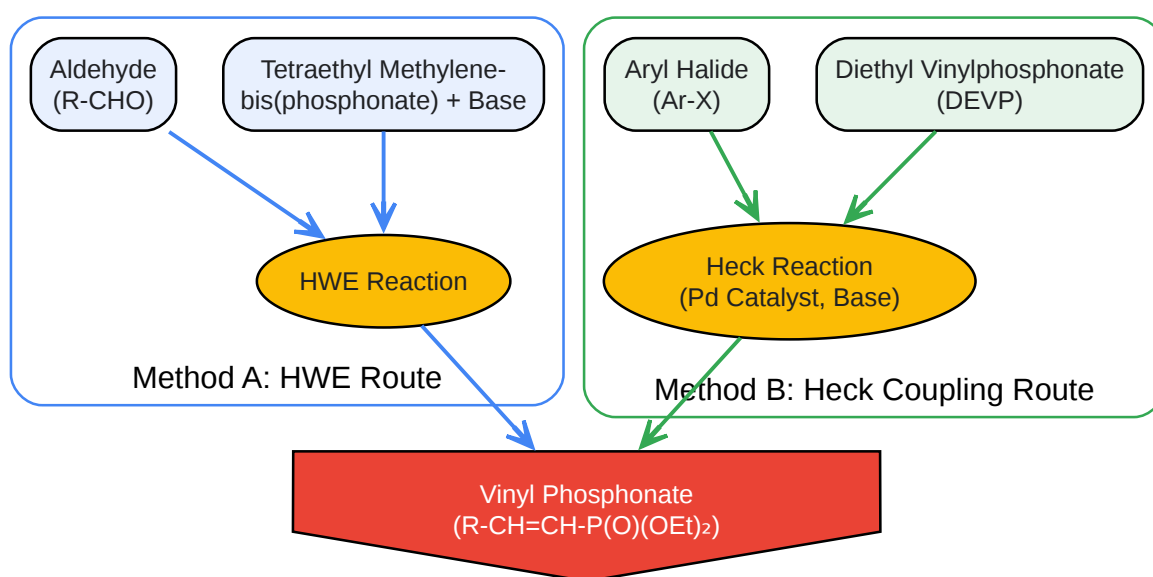 Aldehyde
(R-CHO)
Tetraethyl Methylene-
bis(phosphonate) + Base
Aryl Halide
(Ar-X)
Diethyl Vinylphosphonate
(DEVP)
HWE Reaction
Heck Reaction
(Pd Catalyst, Base)
Method A: HWE Route
Method B: Heck Coupling Route
Vinyl Phosphonate
(R-CH=CH-P(O)(OEt)₂)